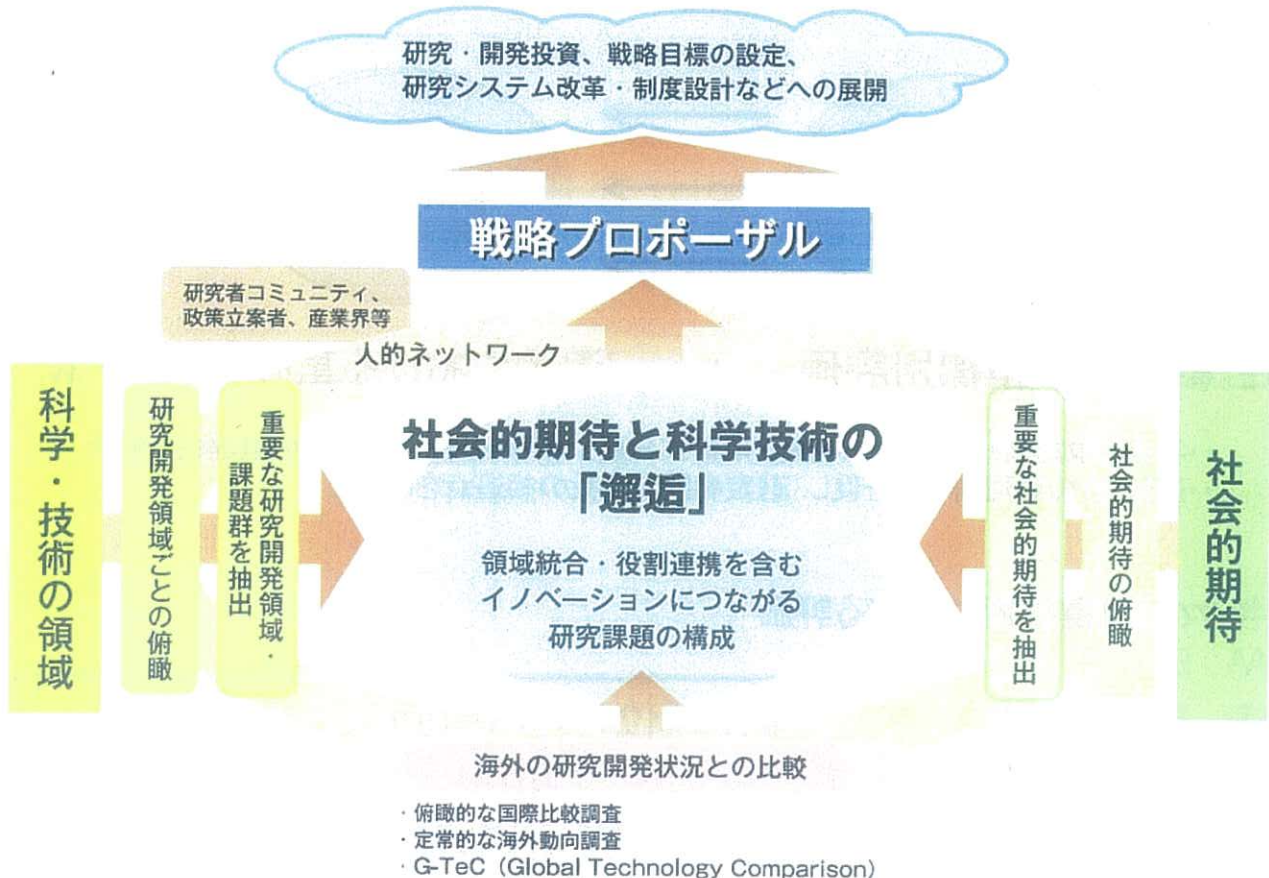 研究・開発投資、戦略目標の設定、
研究システム改革・制度設計などへの展開
戦略プロポーザル
研究者コミュニティ、
政策立案者、産業界等
人的ネットワーク
科学・技術の領域
研究開発領域ごとの俯瞰
重要な研究開発領域・
課題群を抽出
社会的期待と科学技術の
「邂逅」
領域統合・役割連携を含む
イノベーションにつながる
研究課題の構成
重要な社会的期待を抽出
社会的期待の俯瞰
社会的期待
海外の研究開発状況との比較
・俯瞰的な国際比較調査
・定常的な海外動向調査
・G-TeC（Global Technology Comparison）